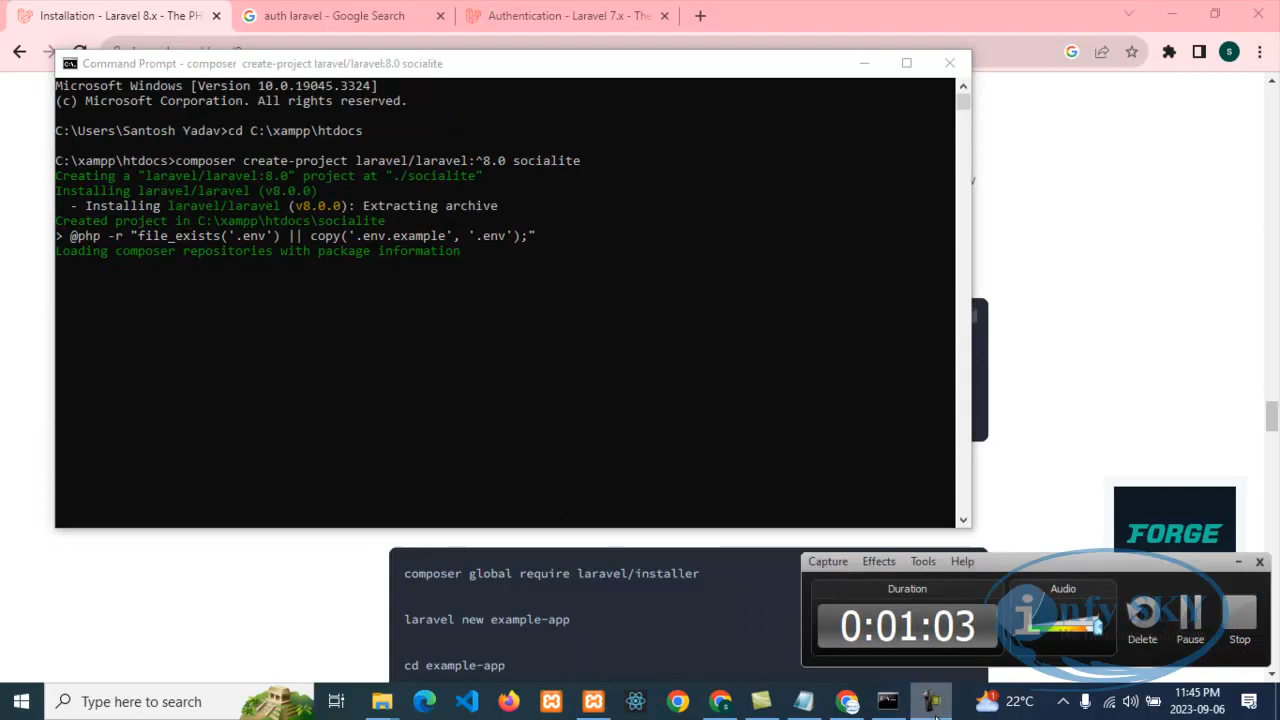 Installation - Laravel 8.x - The PH
auth laravel - Google Search
Authentication - Laravel 7.x - The
S
Command Prompt - composer  create-project laravel/laravel:8.0 socialite
Microsoft Windows [Version 10.0.19045.3324]
(c) Microsoft Corporation. All rights reserved.
C:\Users\Santosh Yadav>cd C:\xampp\htdocs
C:\xampp\htdocs>composer create-project laravel/laravel:^8.0 socialite
Creating a "laravel/laravel:8.0" project at "./socialite"
Installing laravel/laravel (v8.0.0)
- Installing laravel/laravel (v8.0.0): Extracting archive
Created project in C:\xampp\htdocs\socialite
> @php -r "file_exists('.env') || copy('.env.example', '.env');"
Loading composer repositories with package information
FORGE
composer global require laravel/installer
laravel new example-app
cd example-app
Capture Effects Tools Help
Duration
Audio
0:01:03
Delete
Pause
Stop
nfy SKY
Type here to search
22°C
11:45 PM
2023-09-06